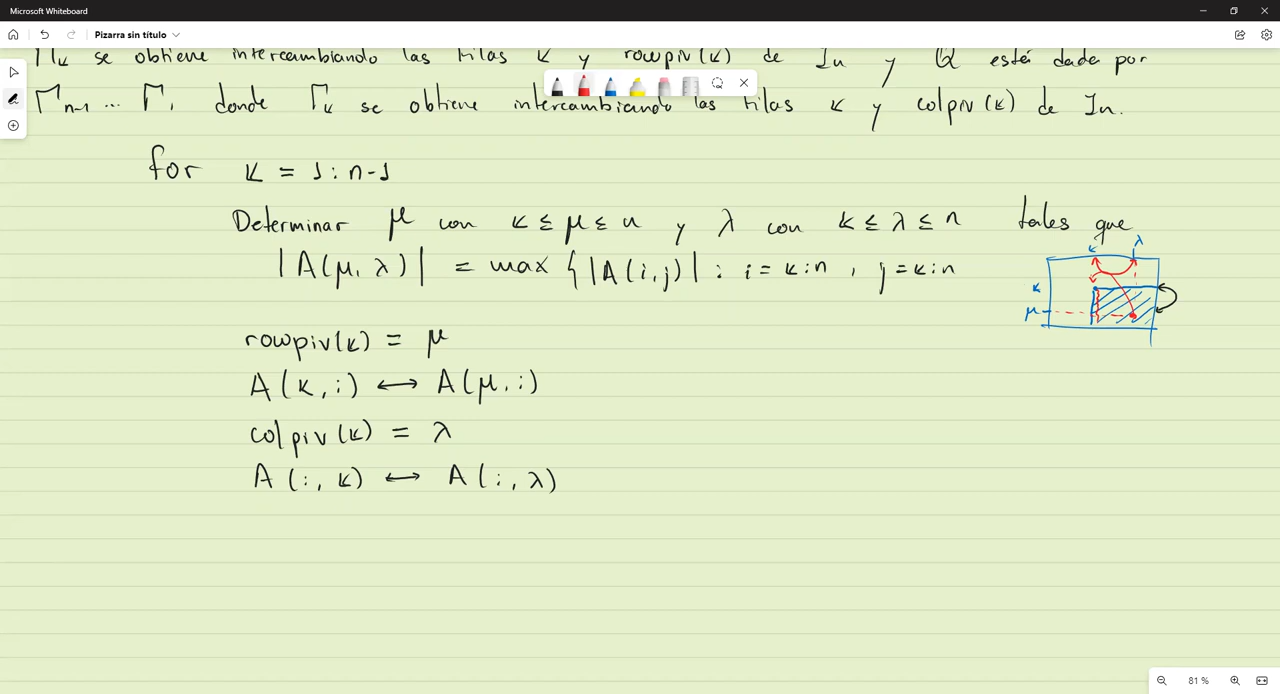 Microsoft Whiteboard
Pizarra sin título
Πk se obtiene intercambiando las filas k y rowpiv(k) de In y Q está dada por
Γn-1 ... Γ1 donde Γk se obtiene intercambiando las filas k y colpiv(k) de In.
for k = 1:n-1
Determinar μ con k ≤ μ ≤ n y λ con k ≤ λ ≤ n tales que
|A(μ,λ)| = max {|A(i,j)| : i=k:n, j=k:n
k λ
k
μ
rowpiv(k) = μ
A(k,:) ↔ A(μ,:)
colpiv(k) = λ
A(:,k) ↔ A(:,λ)
81 %